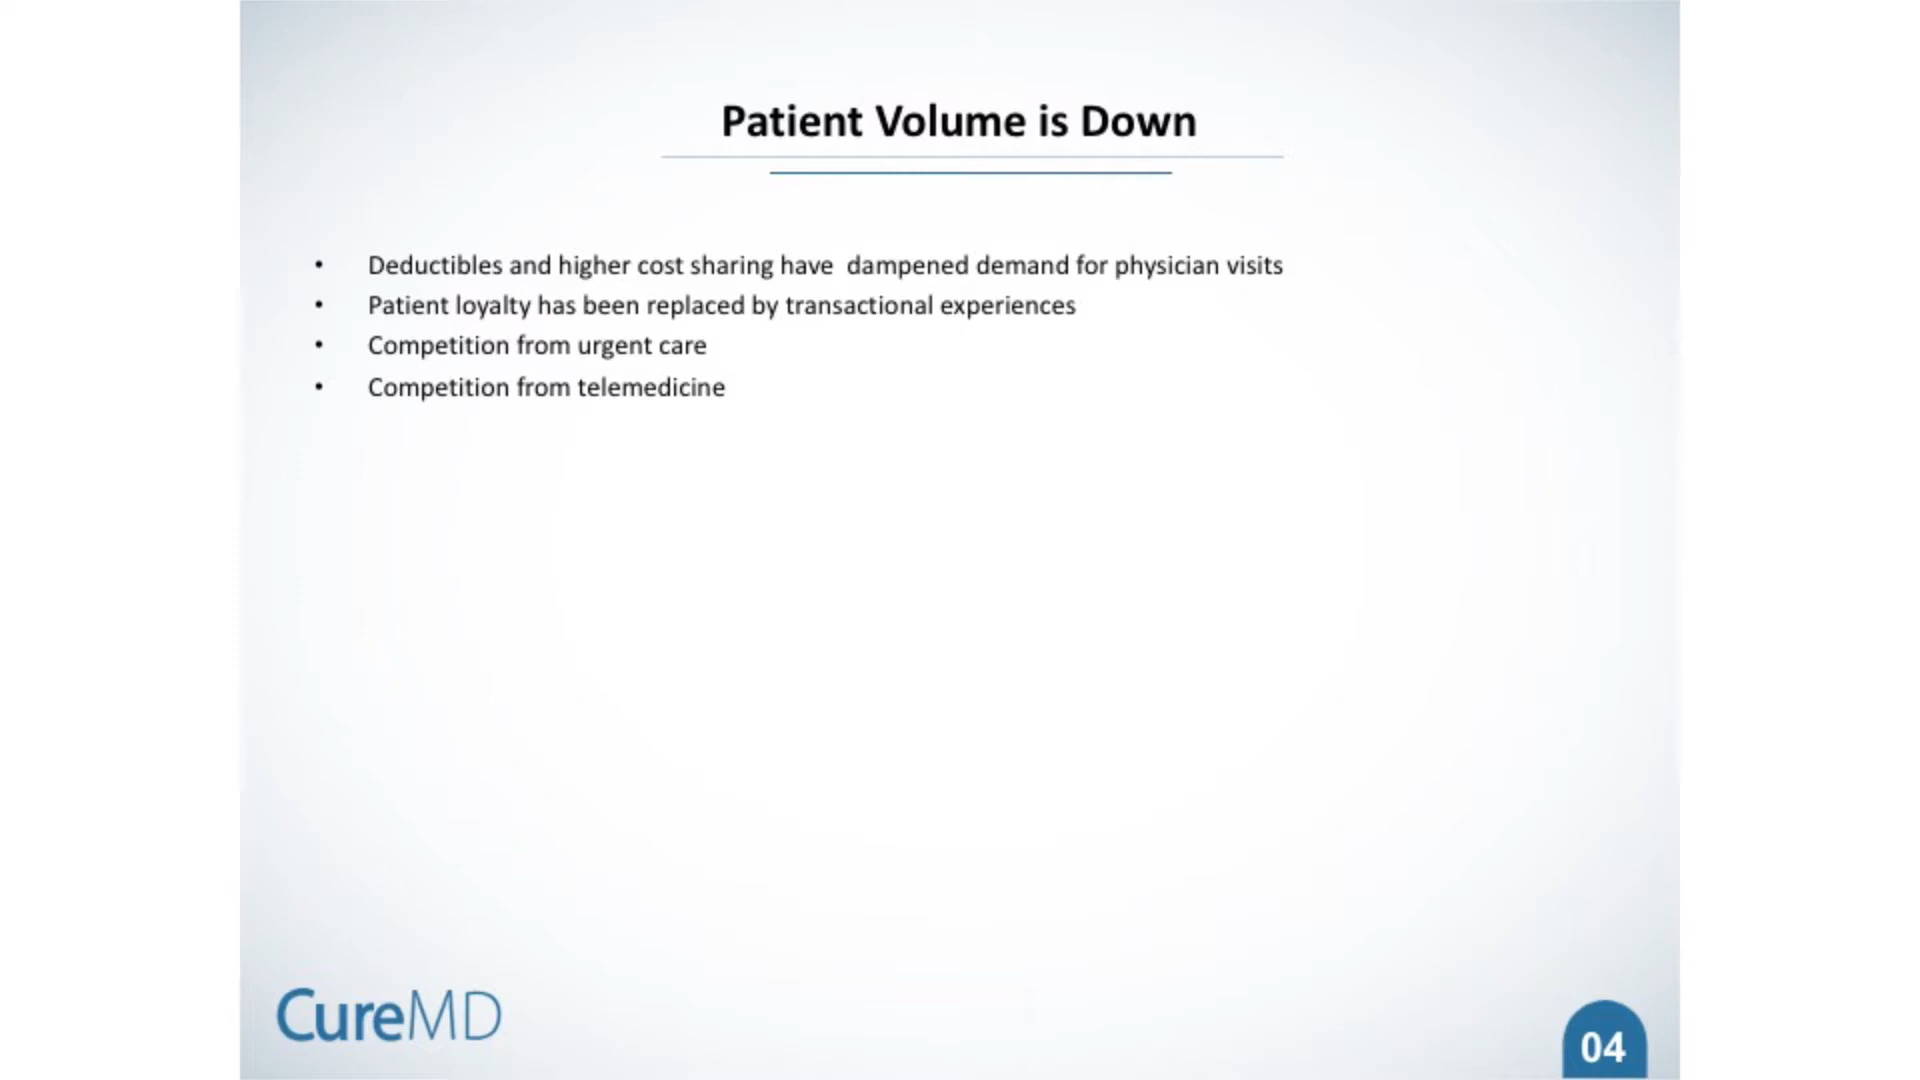 Patient Volume is Down
• Deductibles and higher cost sharing have  dampened demand for physician visits
• Patient loyalty has been replaced by transactional experiences
• Competition from urgent care
• Competition from telemedicine
CureMD
04